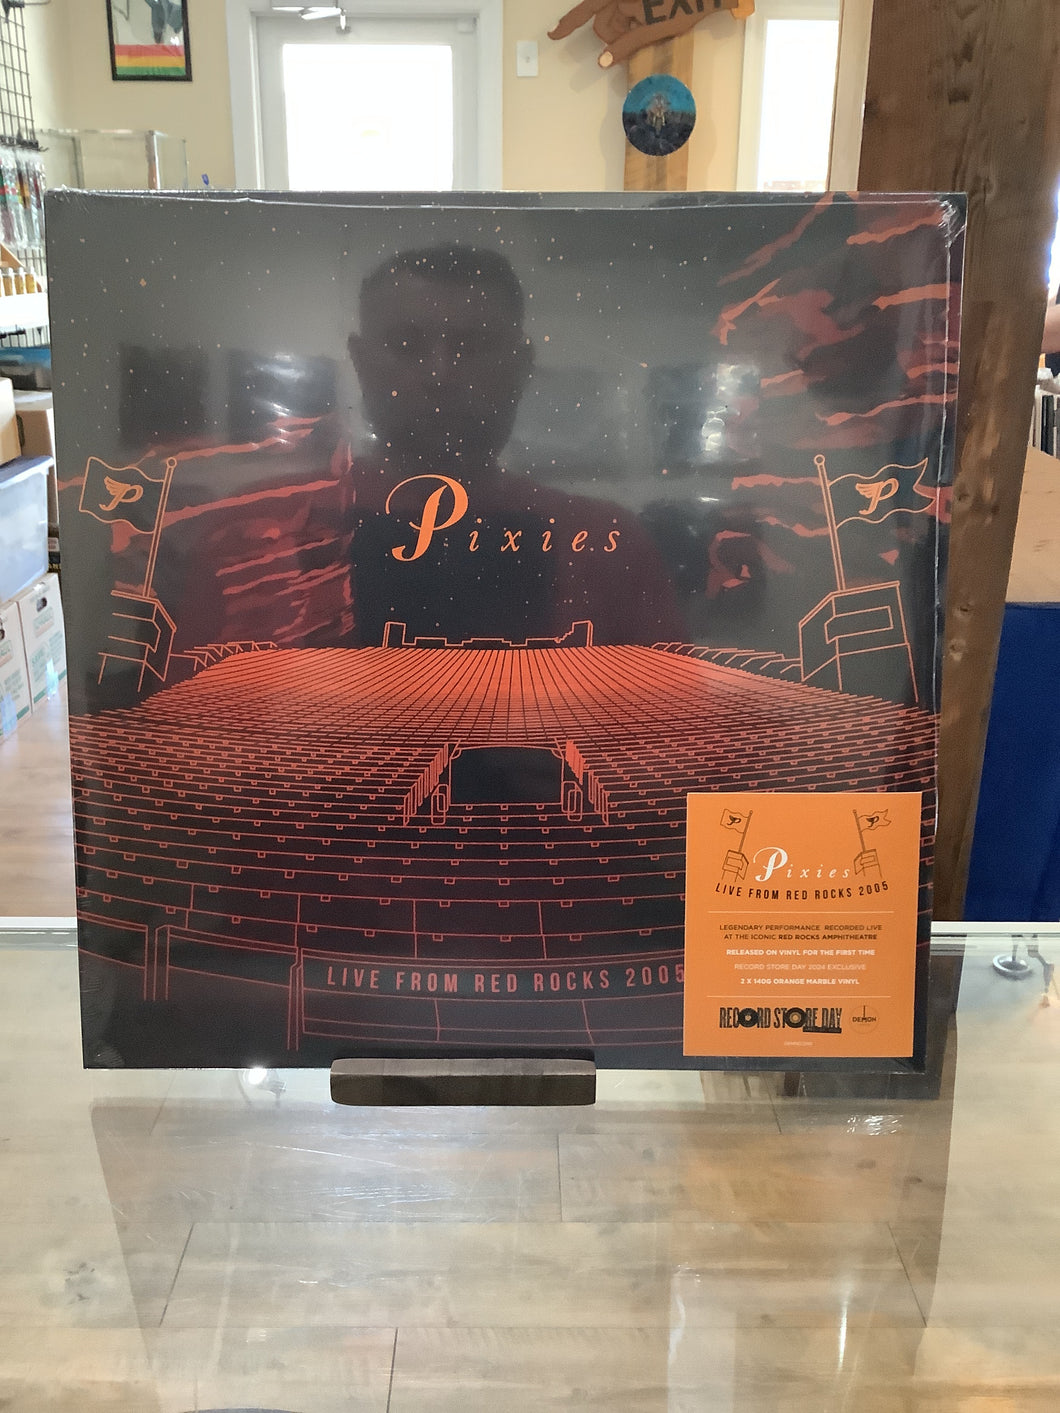 EXIT
P
P
Pixies
LIVE FROM RED ROCKS 2005
P
P
Pixies
LIVE FROM RED ROCKS 2005
LEGENDARY PERFORMANCE RECORDED LIVE
AT THE ICONIC RED ROCKS AMPHITHEATRE
RELEASED ON VINYL FOR THE FIRST TIME
RECORD STORE DAY 2024 EXCLUSIVE
2 X 140G ORANGE MARBLE VINYL
RECORD STORE DAY
DEMON